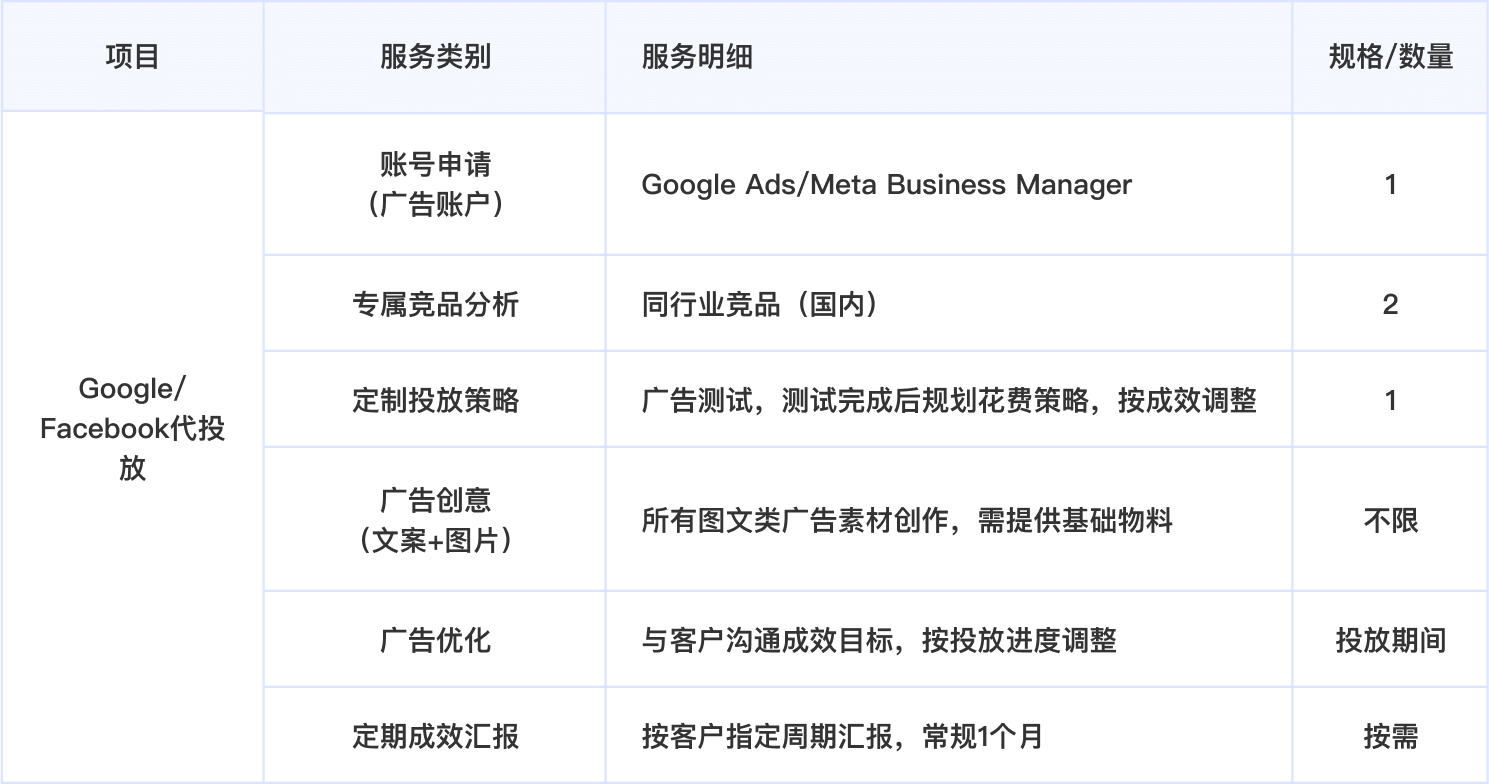 项目
服务类别
服务明细
规格/数量
Google/
Facebook代投
放
账号申请
（广告账户）
Google Ads/Meta Business Manager
1
专属竞品分析
同行业竞品（国内）
2
定制投放策略
广告测试，测试完成后规划花费策略，按成效调整
1
广告创意
（文案+图片）
所有图文类广告素材创作，需提供基础物料
不限
广告优化
与客户沟通成效目标，按投放进度调整
投放期间
定期成效汇报
按客户指定周期汇报，常规1个月
按需